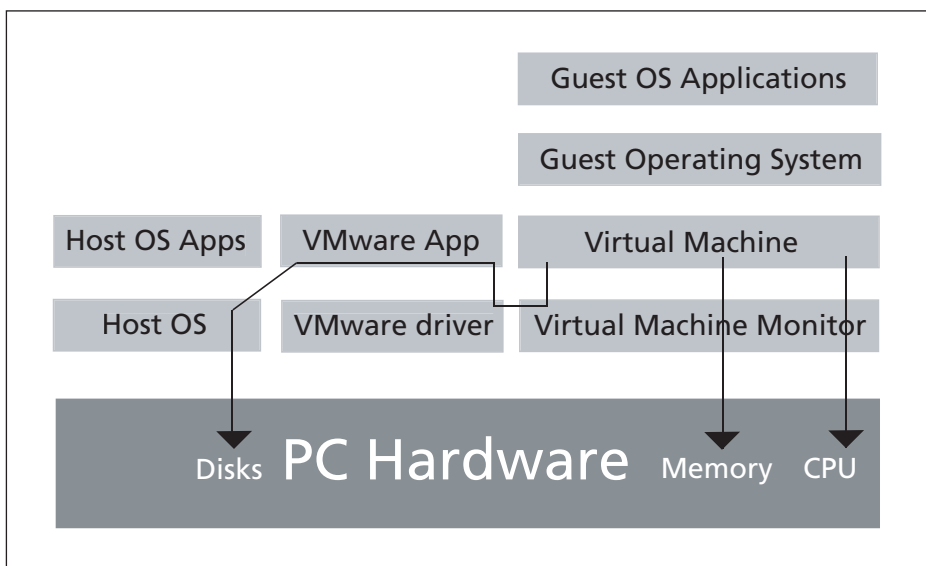 Guest OS Applications
Guest Operating System
Host OS Apps
VMware App
Virtual Machine
Host OS
VMware driver
Virtual Machine Monitor
Disks
PC Hardware
Memory
CPU